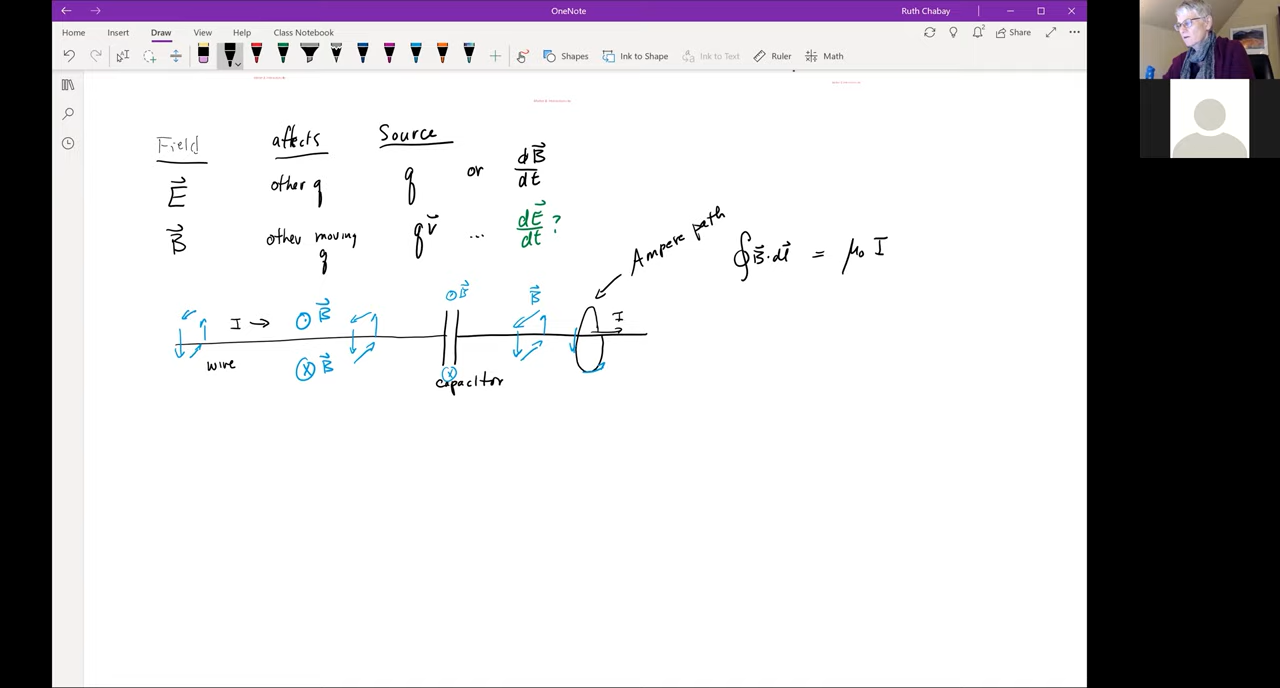 OneNote
Ruth Chabay
Home Insert Draw View Help Class Notebook
Share
Shapes Ink to Shape Ink to Text Ruler Math
Field affects Source
E⃗ other q q or dB⃗/dt
B⃗ other moving q qv⃗ ... dE⃗/dt ?
Ampere path
∮B⃗·dl⃗ = μ₀ I
I → B⃗ B⃗ B⃗ I
wire B⃗
capacitor